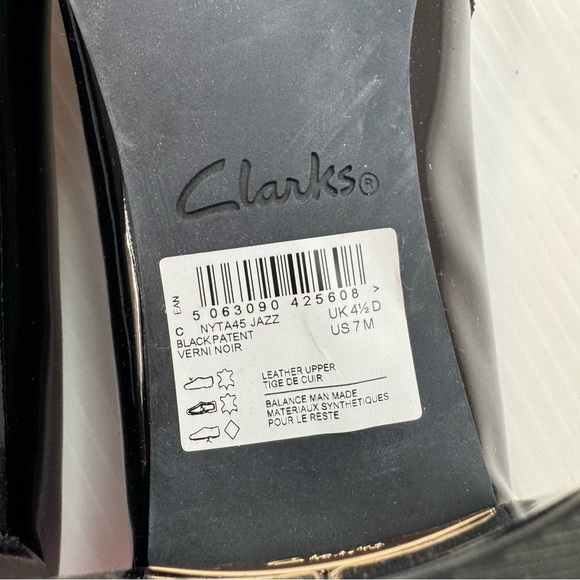 Clarks®
EAN
5 063090 425608 >
C NYTA45 JAZZ UK 4½ D
BLACK PATENT US 7 M
VERNI NOIR
LEATHER UPPER
TIGE DE CUIR
BALANCE MAN MADE
MATERIAUX SYNTHETIQUES
POUR LE RESTE
Clarks